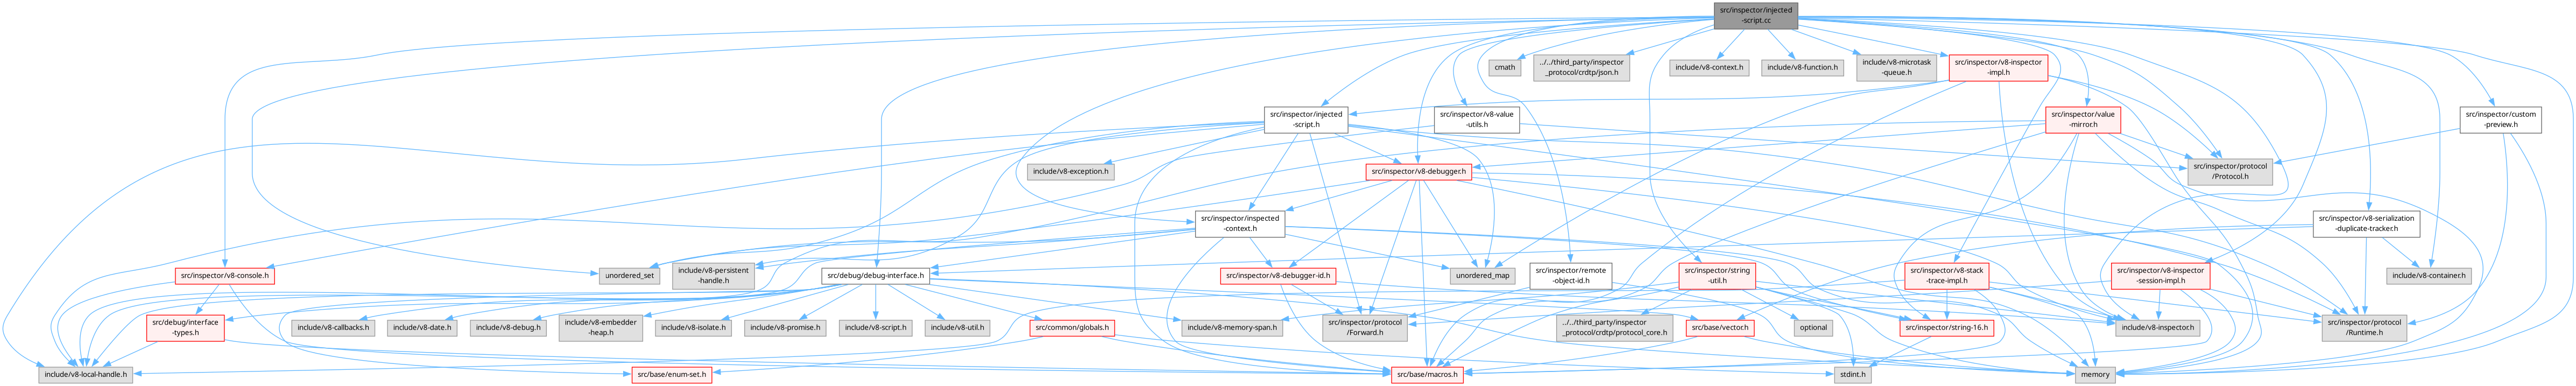 src/inspector/injected
-script.cc
cmath
../../third_party/inspector
_protocol/crdtp/json.h
include/v8-context.h
include/v8-function.h
include/v8-microtask
-queue.h
src/inspector/v8-inspector
-impl.h
src/inspector/injected
-script.h
src/inspector/v8-value
-utils.h
src/inspector/value
-mirror.h
src/inspector/custom
-preview.h
include/v8-exception.h
src/inspector/v8-debugger.h
src/inspector/protocol
/Protocol.h
src/inspector/inspected
-context.h
src/inspector/v8-serialization
-duplicate-tracker.h
src/inspector/v8-console.h
unordered_set
include/v8-persistent
-handle.h
src/debug/debug-interface.h
src/inspector/v8-debugger-id.h
unordered_map
src/inspector/remote
-object-id.h
src/inspector/string
-util.h
src/inspector/v8-stack
-trace-impl.h
src/inspector/v8-inspector
-session-impl.h
include/v8-container.h
src/debug/interface
-types.h
include/v8-callbacks.h
include/v8-date.h
include/v8-debug.h
include/v8-embedder
-heap.h
include/v8-isolate.h
include/v8-promise.h
include/v8-script.h
include/v8-util.h
src/common/globals.h
include/v8-memory-span.h
src/inspector/protocol
/Forward.h
../../third_party/inspector
_protocol/crdtp/protocol_core.h
src/base/vector.h
optional
src/inspector/string-16.h
include/v8-inspector.h
src/inspector/protocol
/Runtime.h
include/v8-local-handle.h
src/base/enum-set.h
src/base/macros.h
stdint.h
memory